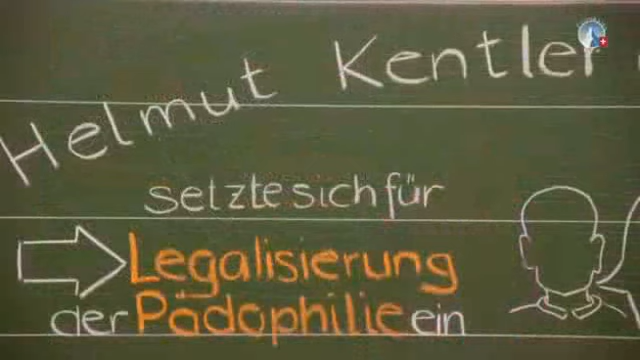 Helmut Kentler
setzte sich für
Legalisierung
der Pädophilie ein